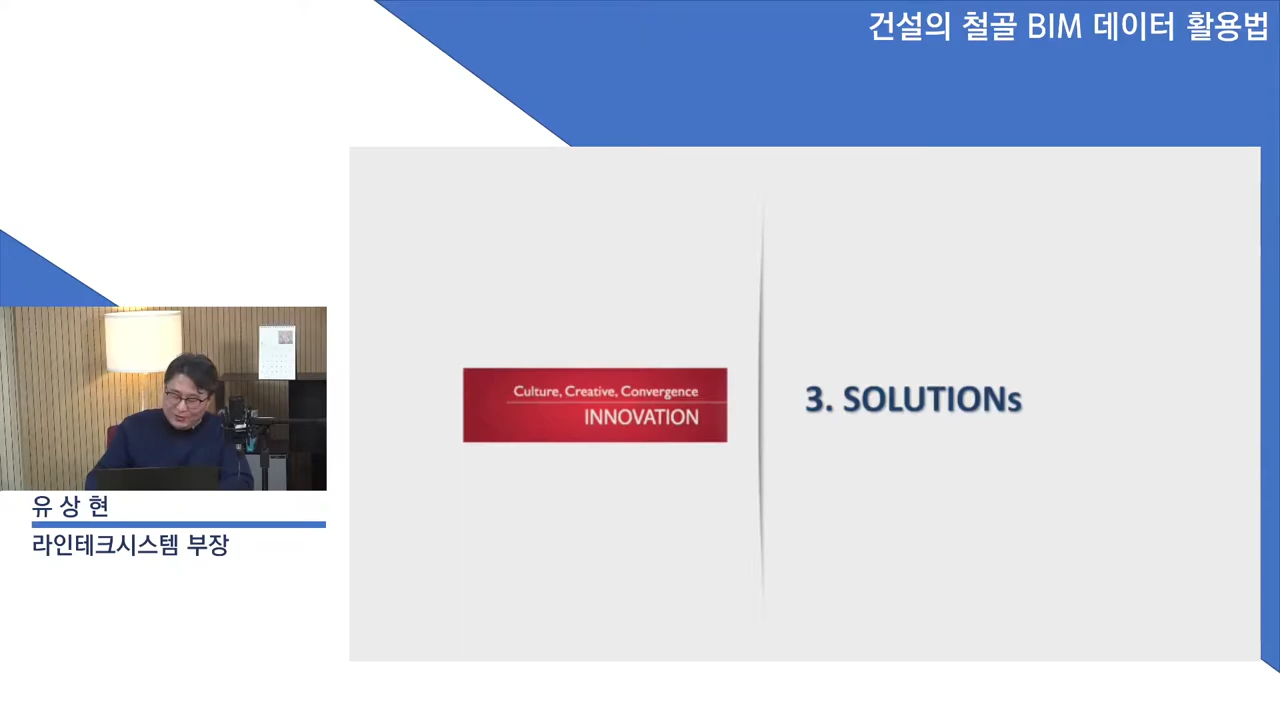 건설의 철골 BIM 데이터 활용법
Culture, Creative, Convergence
INNOVATION
3. SOLUTIONs
유 상 현
라인테크시스템 부장